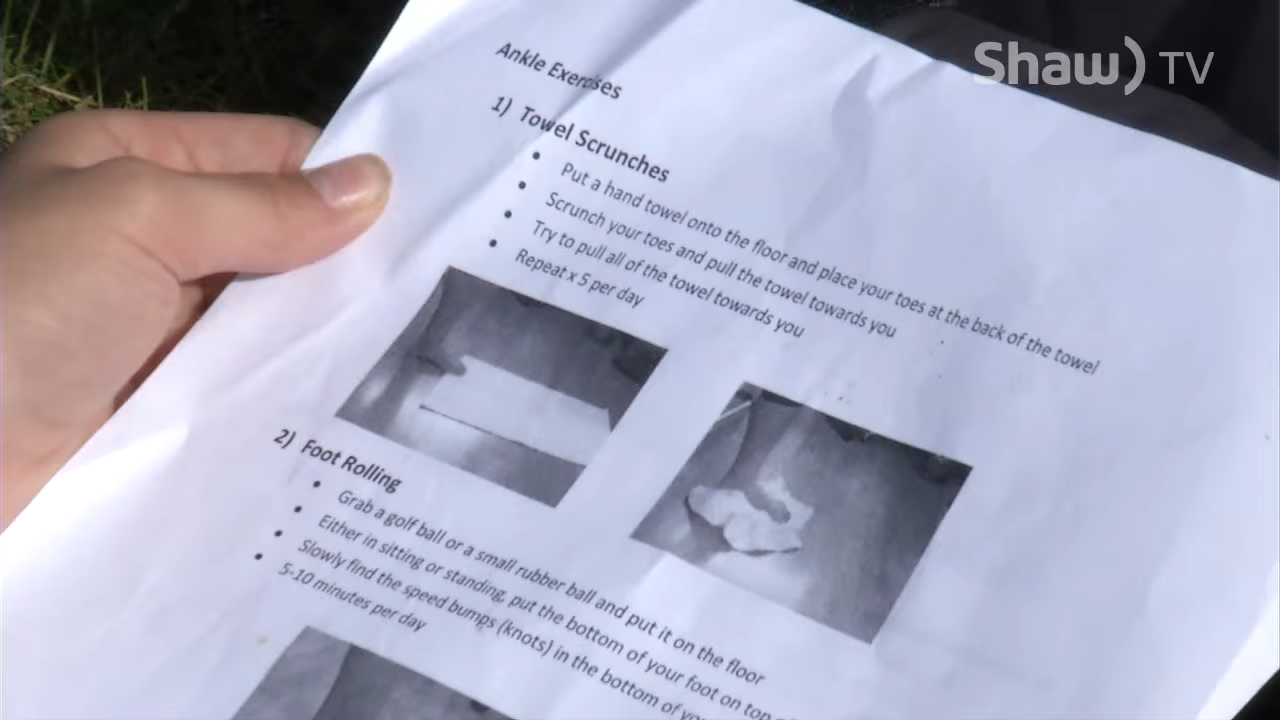 Shaw) TV
Ankle Exercises
1) Towel Scrunches
• Put a hand towel onto the floor and place your toes at the back of the towel
• Scrunch your toes and pull the towel towards you
• Try to pull all of the towel towards you
• Repeat x 5 per day
2) Foot Rolling
• Grab a golf ball or a small rubber ball and put it on the floor
• Either in sitting or standing, put the bottom of your foot on top
• Slowly find the speed bumps (knots) in the bottom of
• 5-10 minutes per day